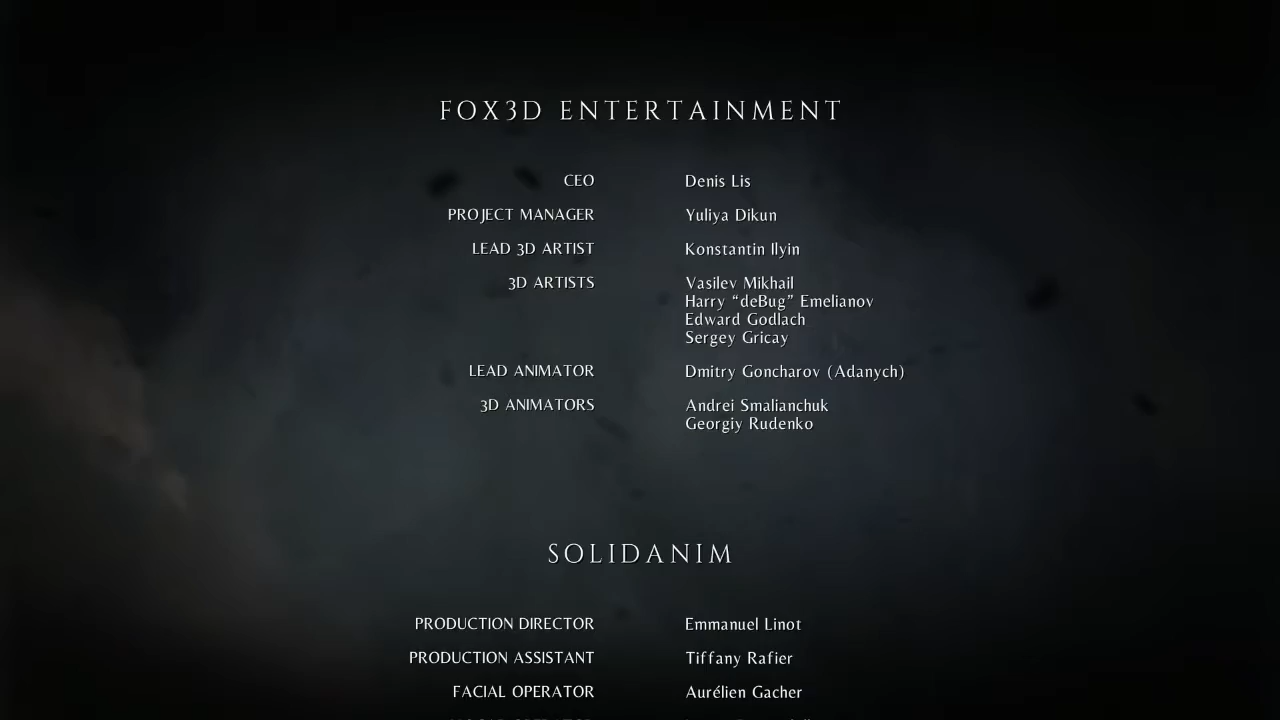 FOX3D ENTERTAINMENT
CEO Denis Lis
PROJECT MANAGER Yuliya Dikun
LEAD 3D ARTIST Konstantin Ilyin
3D ARTISTS Vasilev Mikhail
Harry “deBug” Emelianov
Edward Godlach
Sergey Gricay
LEAD ANIMATOR Dmitry Goncharov (Adanych)
3D ANIMATORS Andrei Smalianchuk
Georgiy Rudenko
SOLIDANIM
PRODUCTION DIRECTOR Emmanuel Linot
PRODUCTION ASSISTANT Tiffany Rafier
FACIAL OPERATOR Aurélien Gacher